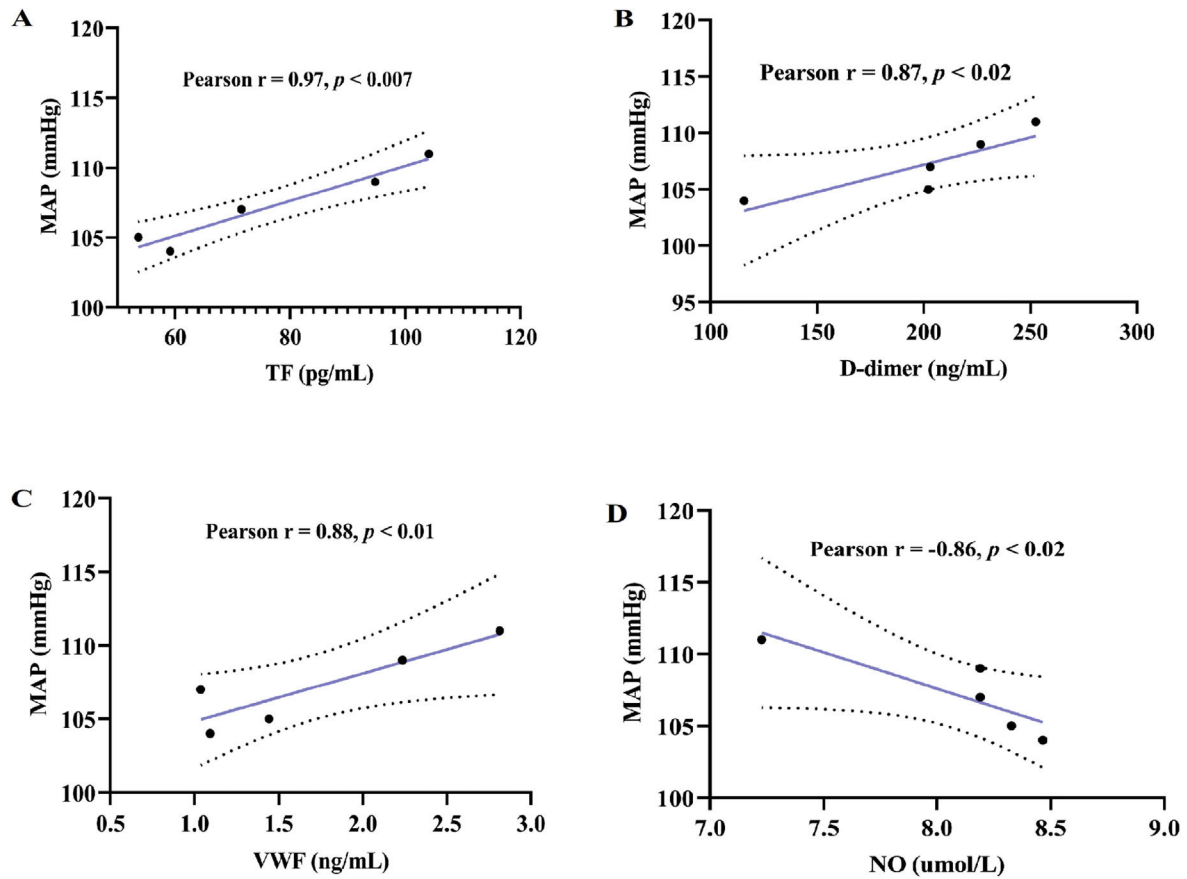 A
120
115
110
105
100
MAP (mmHg)
Pearson r = 0.97, p < 0.007
60
80
100
120
TF (pg/mL)
B
120
115
110
105
100
95
MAP (mmHg)
Pearson r = 0.87, p < 0.02
100
150
200
250
300
D-dimer (ng/mL)
C
120
115
110
105
100
MAP (mmHg)
Pearson r = 0.88, p < 0.01
0.5
1.0
1.5
2.0
2.5
3.0
VWF (ng/mL)
D
120
115
110
105
100
MAP (mmHg)
Pearson r = -0.86, p < 0.02
7.0
7.5
8.0
8.5
9.0
NO (umol/L)